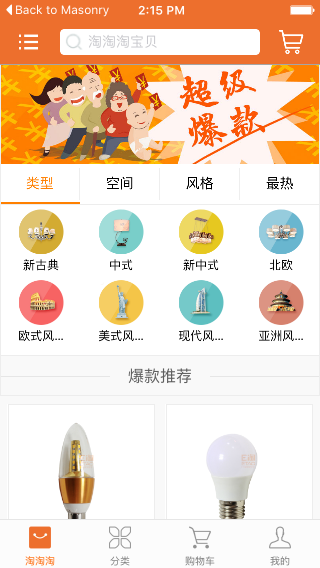 Back to Masonry
2:15 PM
淘淘淘宝贝
超级
爆款
类型 空间 风格 最热
新古典 中式 新中式 北欧
欧式风... 美式风... 现代风... 亚洲风...
爆款推荐
淘淘淘 分类 购物车 我的